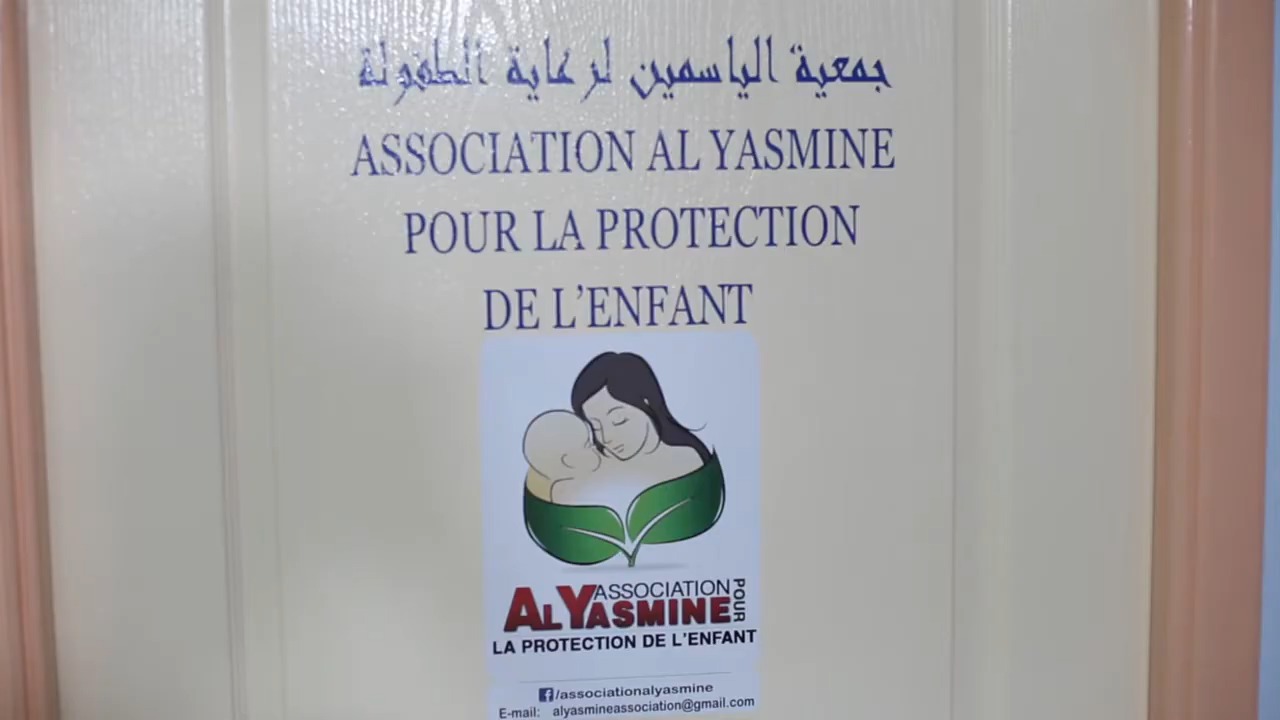 جمعية الياسمين لرعاية الطفولة
ASSOCIATION AL YASMINE
POUR LA PROTECTION
DE L'ENFANT
ASSOCIATION
AL YASMINE POUR
LA PROTECTION DE L'ENFANT
f/associationalyasmine
E-mail: alyasmineassociation@gmail.com